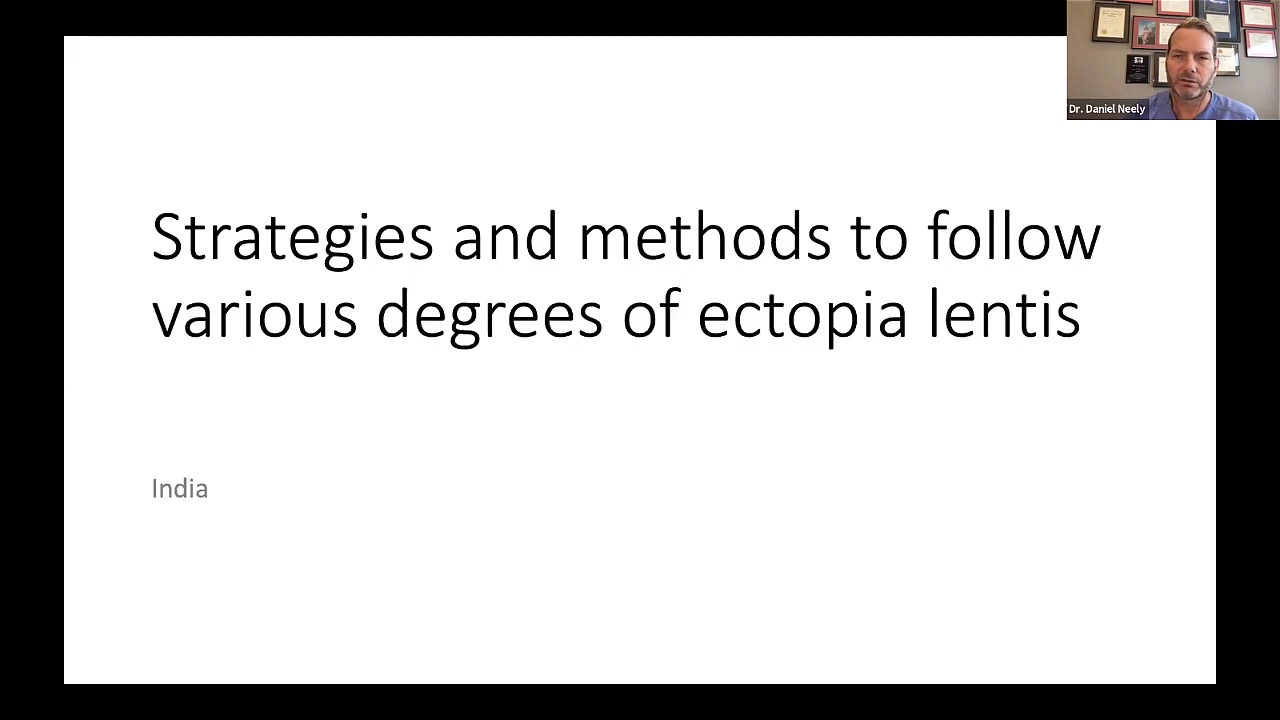 Dr. Daniel Neely
Strategies and methods to follow
various degrees of ectopia lentis
India